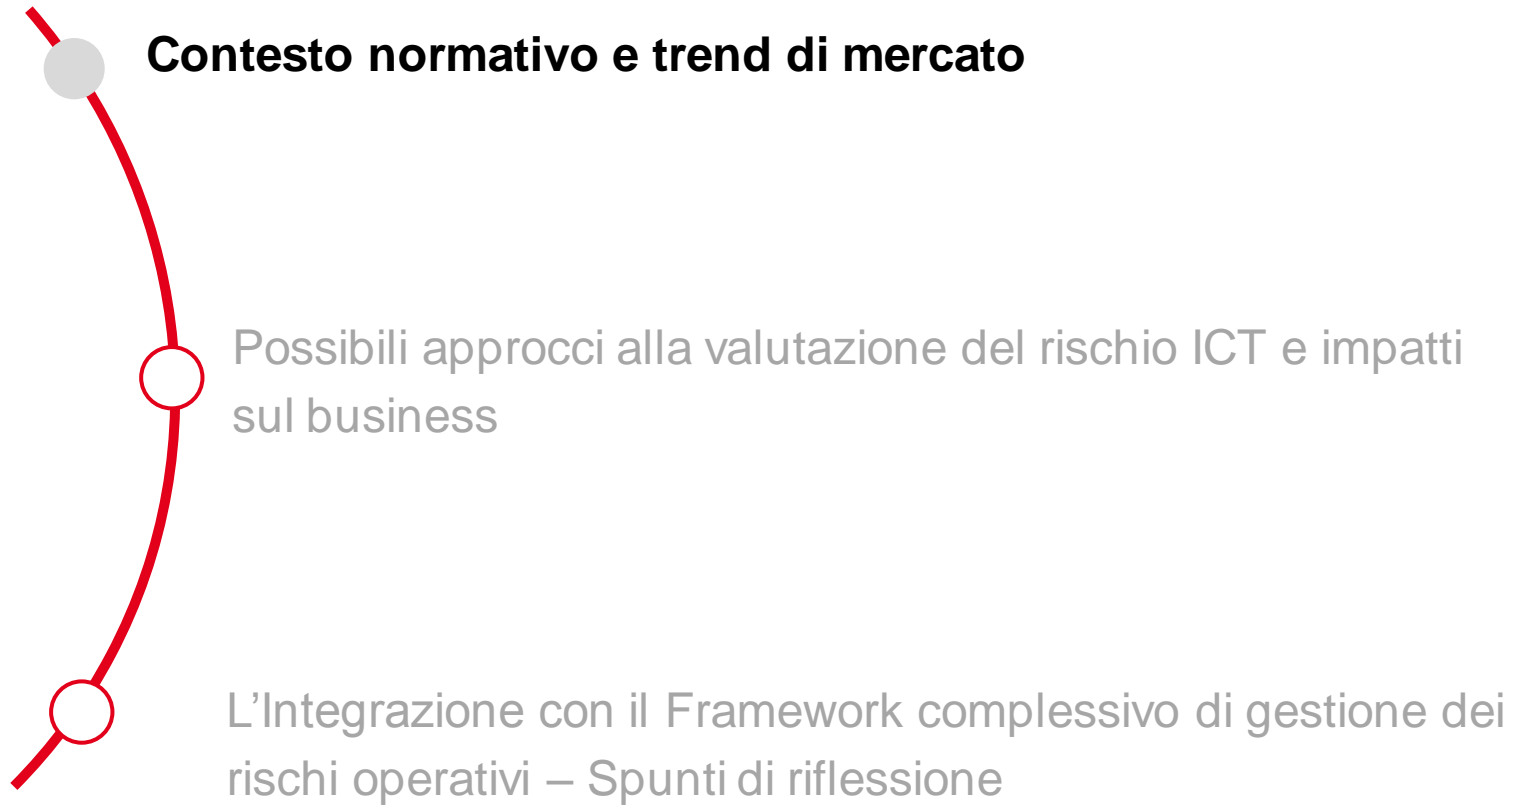 Contesto normativo e trend di mercato
Possibili approcci alla valutazione del rischio ICT e impatti
sul business
L’Integrazione con il Framework complessivo di gestione dei
rischi operativi – Spunti di riflessione